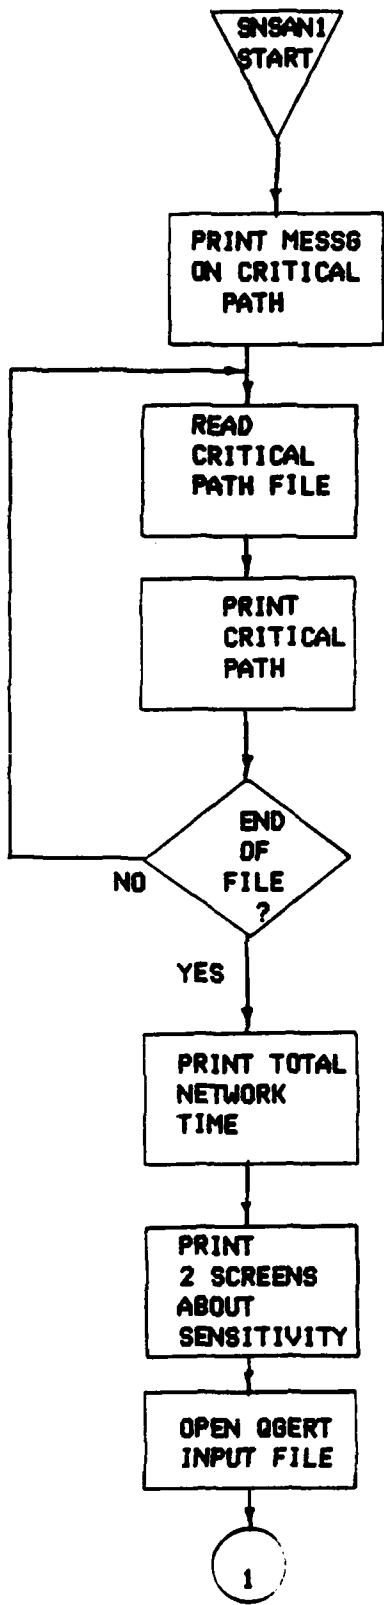 SNSAN1
START
PRINT MESSG
ON CRITICAL
PATH
READ
CRITICAL
PATH FILE
PRINT
CRITICAL
PATH
END
OF
FILE
?
NO
YES
PRINT TOTAL
NETWORK
TIME
PRINT
2 SCREENS
ABOUT
SENSITIVITY
OPEN QGERT
INPUT FILE
1